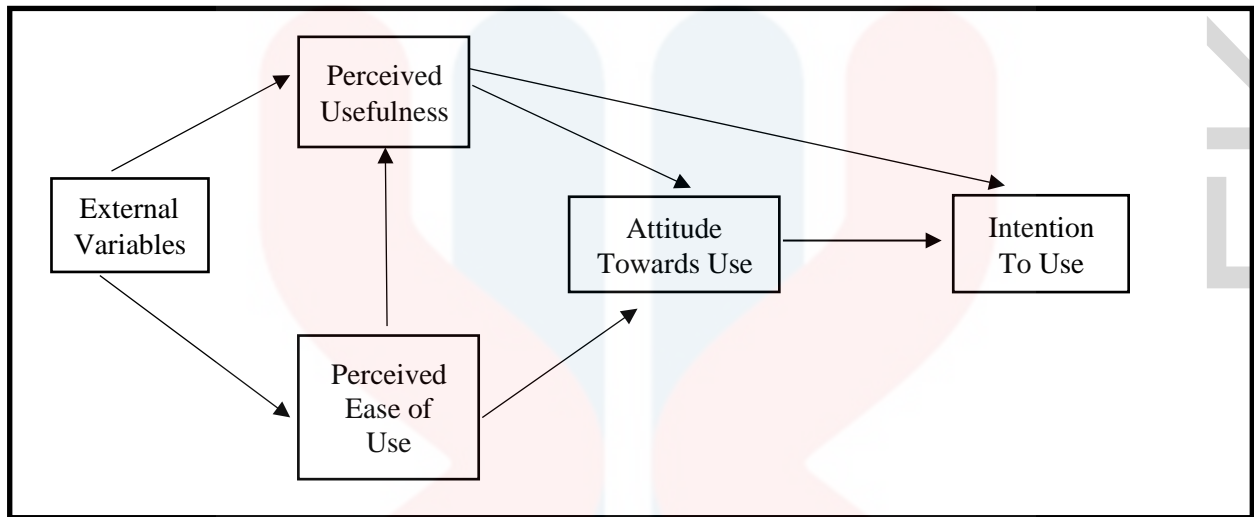 Perceived
Usefulness
External
Variables
Attitude
Towards Use
Intention
To Use
Perceived
Ease of
Use